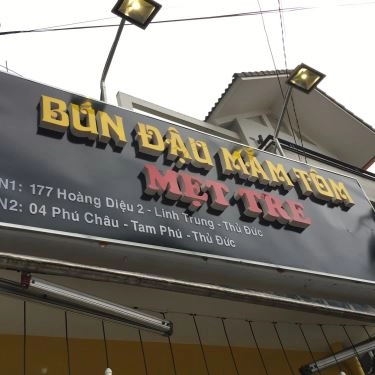 BÚN ĐẬU MẮM TÔM
MẸT TRE
N1: 177 Hoàng Diệu 2 - Linh Trung - Thủ Đức
N2: 04 Phú Châu - Tam Phú - Thủ Đức